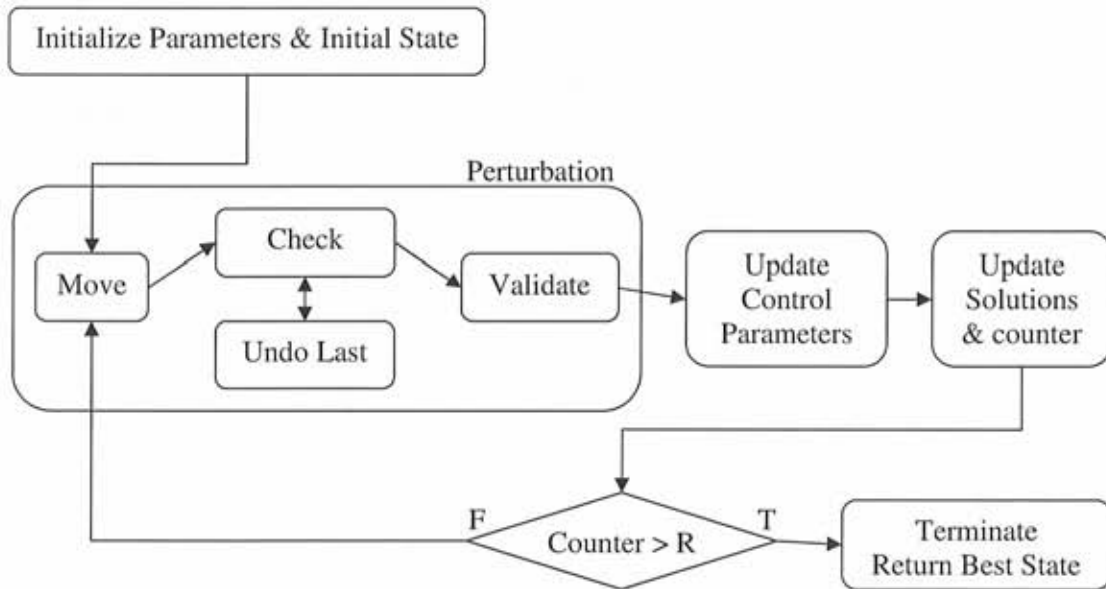 Initialize Parameters & Initial State
Perturbation
Move
Check
Undo Last
Validate
Update
Control
Parameters
Update
Solutions
& counter
F
Counter > R
T
Terminate
Return Best State